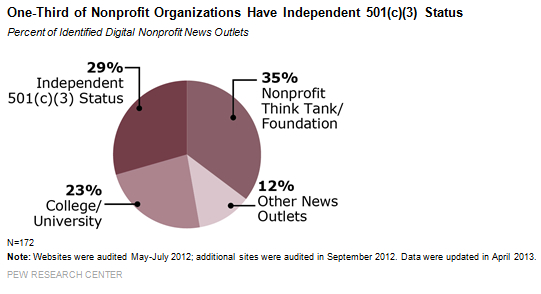 One-Third of Nonprofit Organizations Have Independent 501(c)(3) Status
Percent of Identified Digital Nonprofit News Outlets
29%
Independent
501(c)(3) Status
35%
Nonprofit
Think Tank/
Foundation
23%
College/
University
12%
Other News
Outlets
N=172
Note: Websites were audited May-July 2012; additional sites were audited in September 2012. Data were updated in April 2013.
PEW RESEARCH CENTER